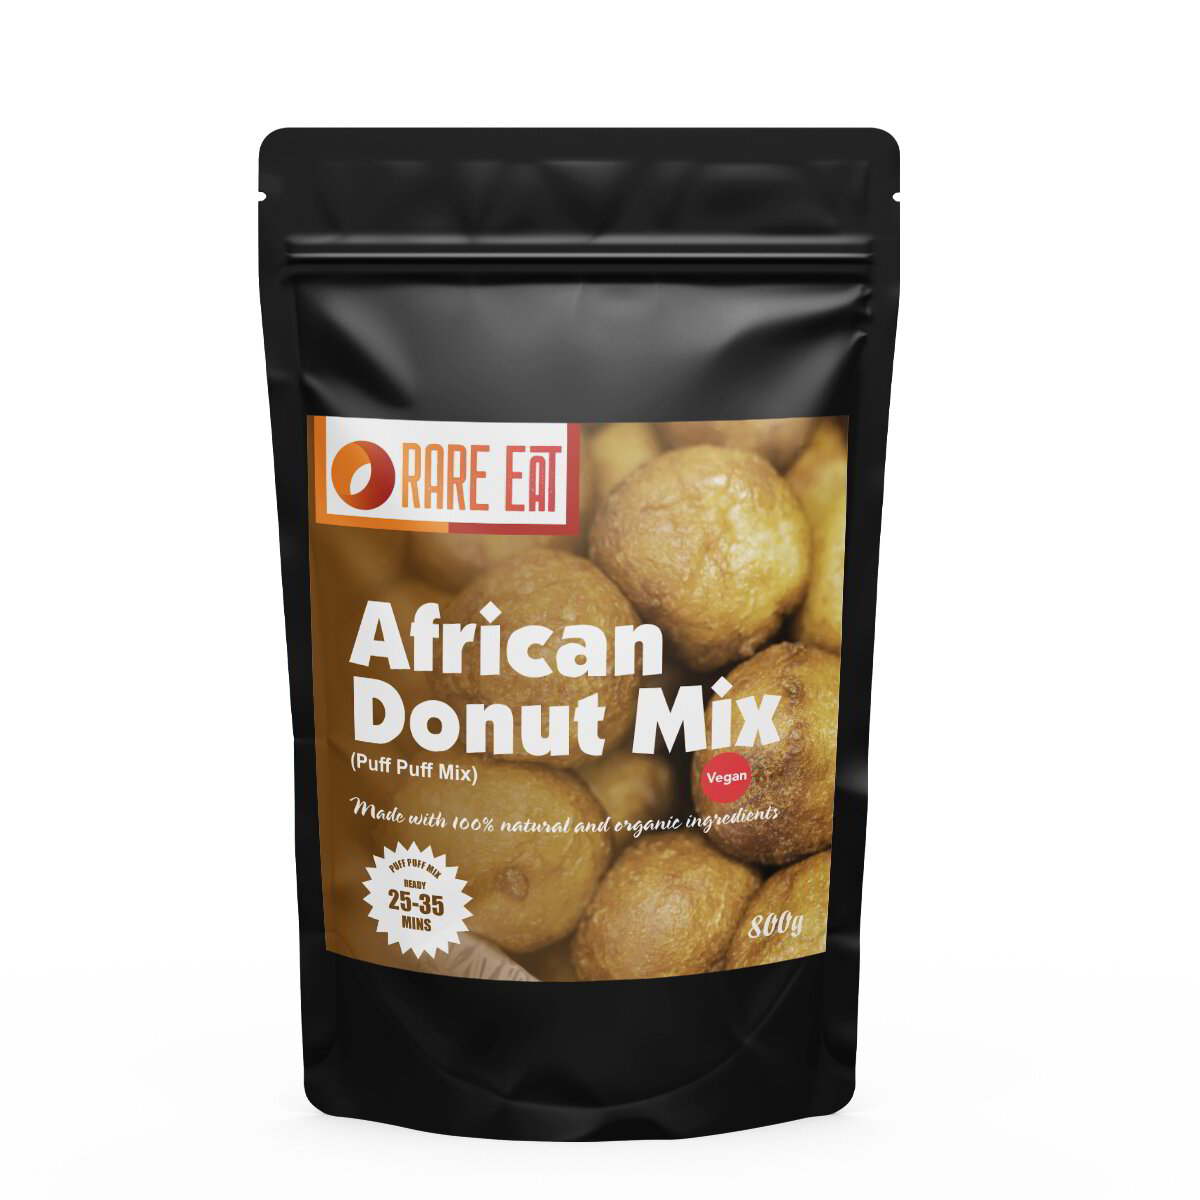 RARE EAT
African
Donut Mix
(Puff Puff Mix)
Vegan
Made with 100% natural and organic ingredients
PUFF PUFF MIX
READY
25-35
MINS
800g